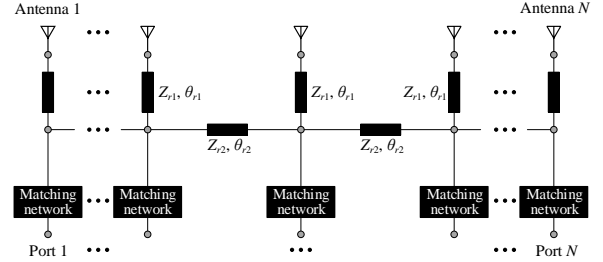 Antenna 1
Antenna N
Zr1, θr1
Zr1, θr1
Zr1, θr1
Zr2, θr2
Zr2, θr2
Matching
network
Matching
network
Matching
network
Matching
network
Matching
network
Port 1
Port N